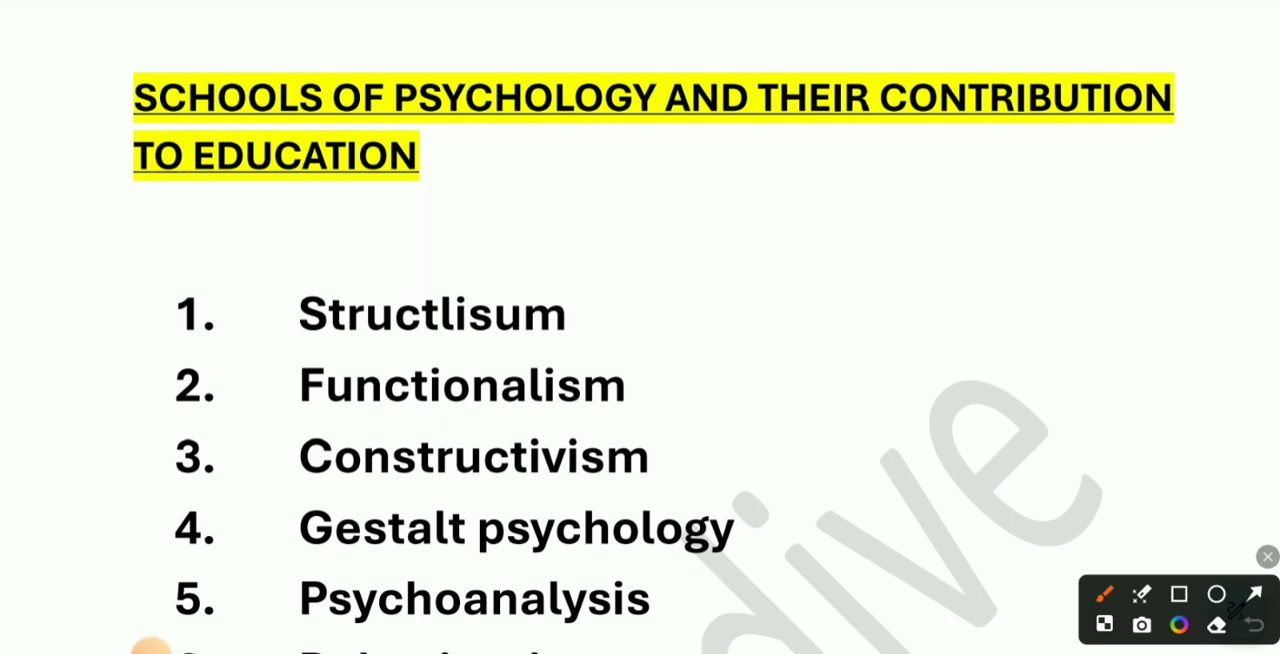 SCHOOLS OF PSYCHOLOGY AND THEIR CONTRIBUTION
TO EDUCATION
1. Structlisum
2. Functionalism
3. Constructivism
4. Gestalt psychology
5. Psychoanalysis
dive